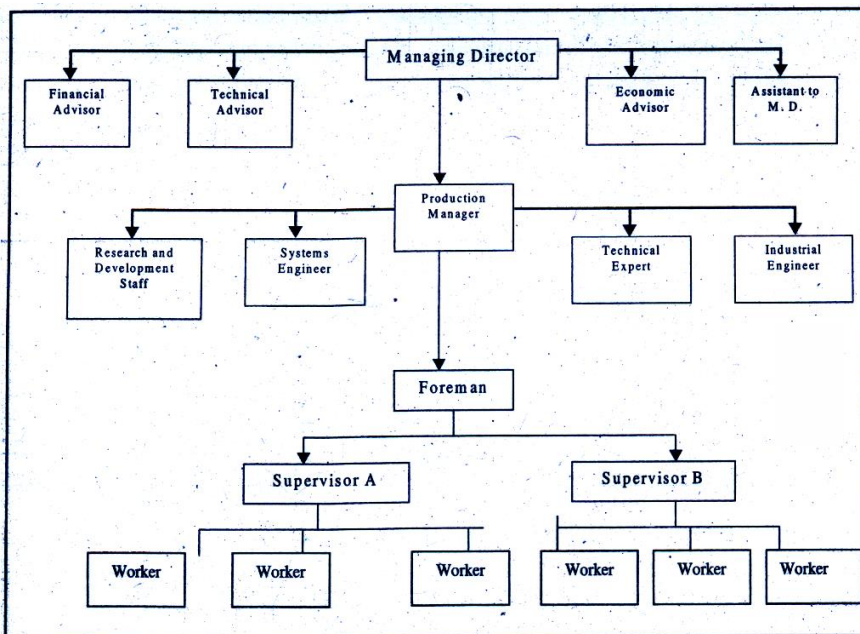 Managing Director
Financial
Advisor
Technical
Advisor
Economic
Advisor
Assistant to
M. D.
Production
Manager
Research and
Development
Staff
Systems
Engineer
Technical
Expert
Industrial
Engineer
Foreman
Supervisor A
Supervisor B
Worker
Worker
Worker
Worker
Worker
Worker